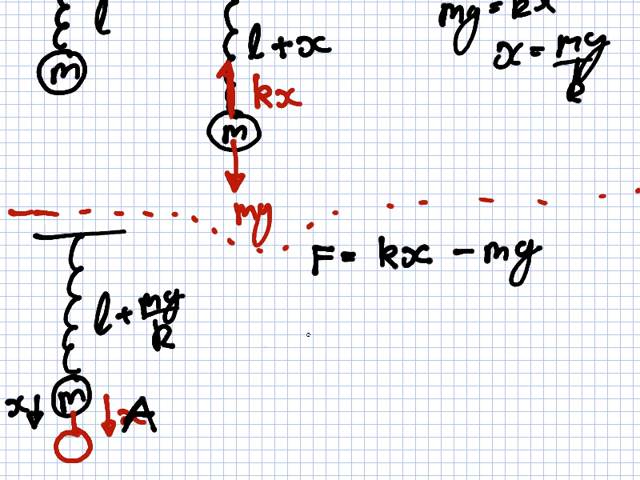 l
m
l + x
mg = kx
x = mg/k
kx
m
mg
F = kx - mg
l + mg/k
x
m
A